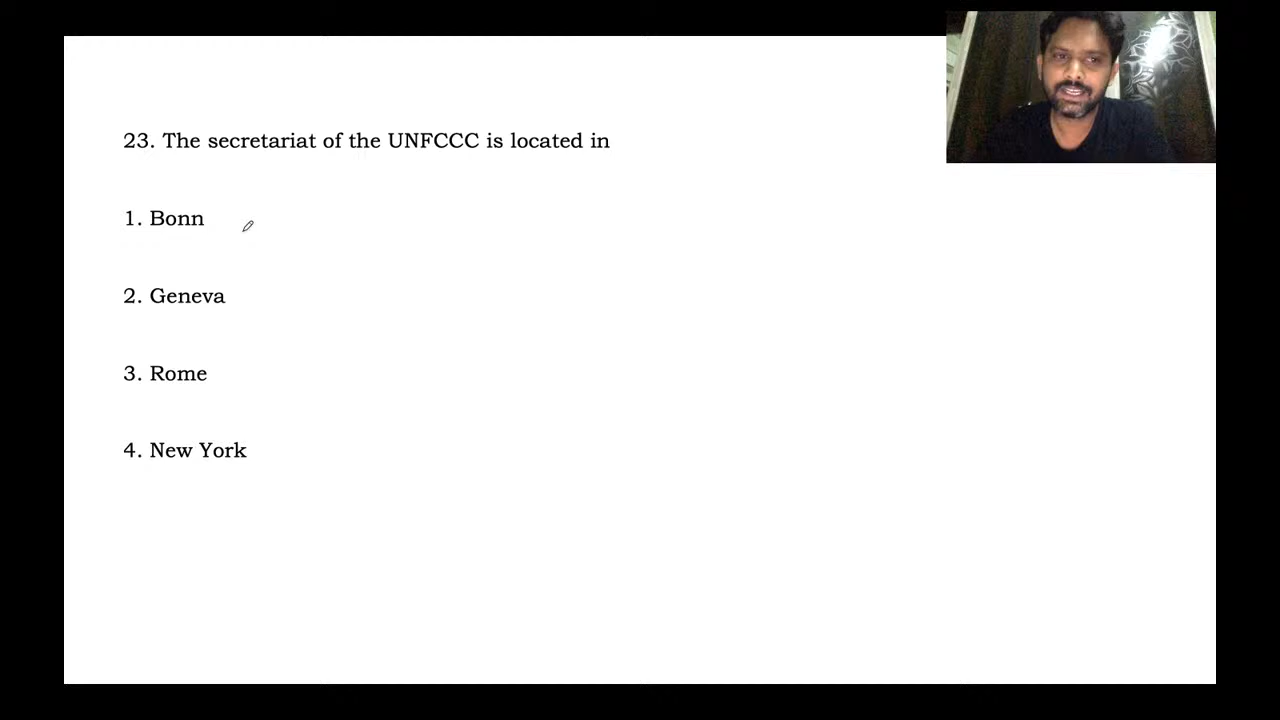 23. The secretariat of the UNFCCC is located in
1. Bonn
2. Geneva
3. Rome
4. New York